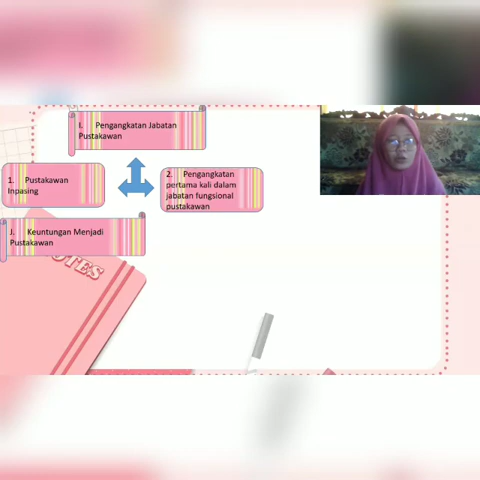 I. Pengangkatan Jabatan
Pustakawan
1. Pustakawan
Inpasing
2. Pengangkatan
pertama kali dalam
jabatan fungsional
pustakawan
J. Keuntungan Menjadi
Pustakawan
NOTES